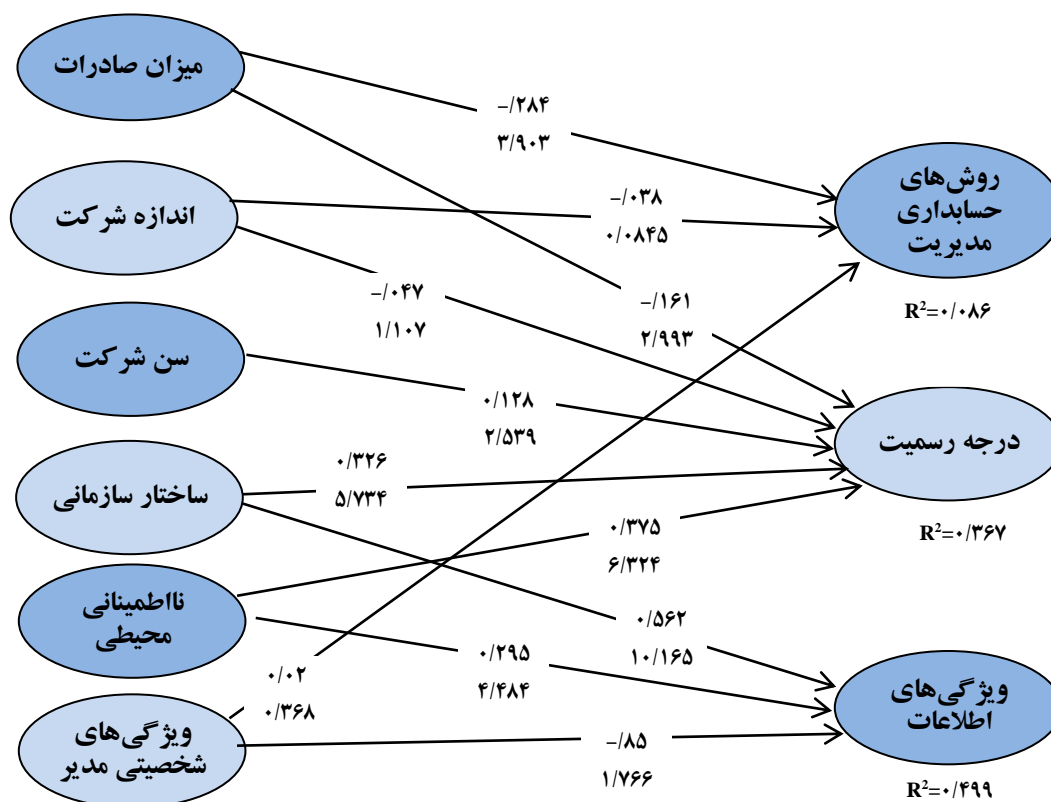 میزان صادرات
-/۲۸۴
۳/۹۰۳
روش‌های
حسابداری
مدیریت
اندازه شرکت
-/۰۳۸
۰/۰۸۴۵
-/۰۴۷
۱/۱۰۷
-/۱۶۱
۲/۹۹۳
R²=۰/۰۸۶
سن شرکت
۰/۱۲۸
۲/۵۳۹
درجه رسمیت
ساختار سازمانی
۰/۳۲۶
۵/۷۳۴
R²=۰/۳۶۷
۰/۳۷۵
۶/۳۲۴
نااطمینانی
محیطی
۰/۵۶۲
۱۰/۱۶۵
۰/۲۹۵
۴/۴۸۴
ویژگی‌های
اطلاعات
۰/۰۲
۰/۳۶۸
ویژگی‌های
شخصیتی مدیر
-/۸۵
۱/۷۶۶
R²=۰/۴۹۹